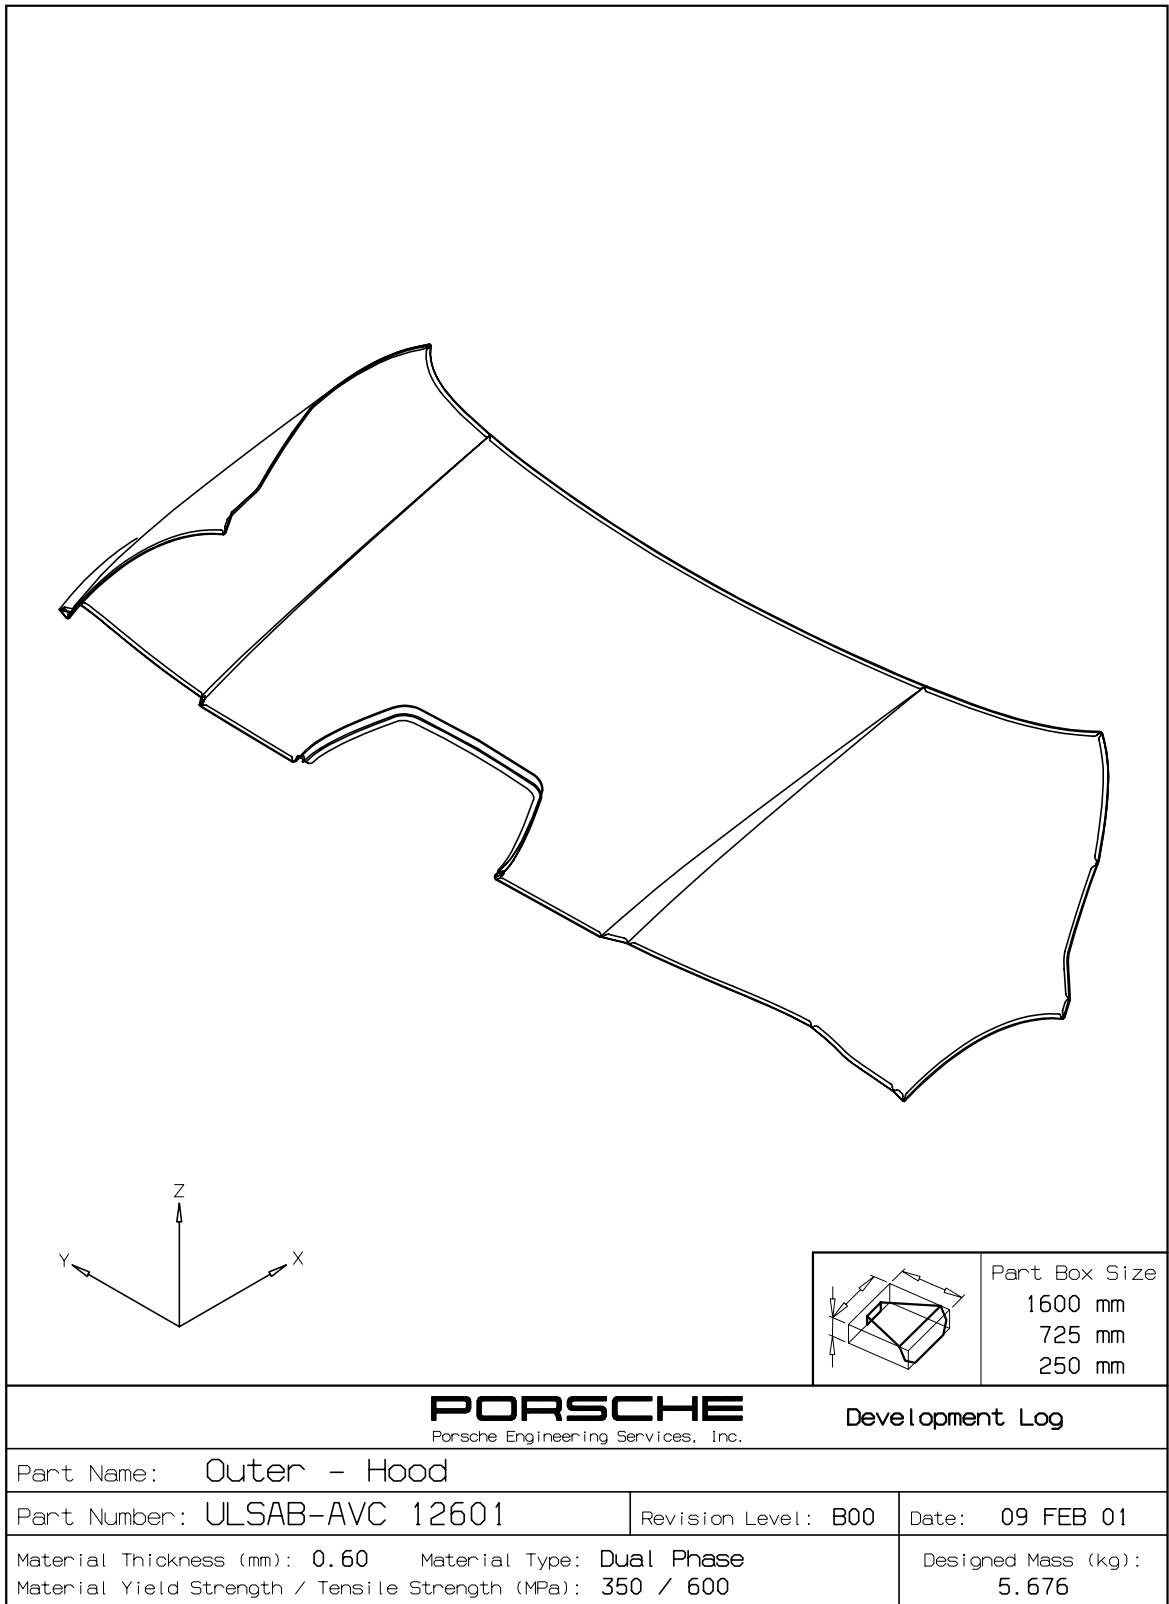 Z
Y
X
Part Box Size
1600 mm
725 mm
250 mm
PORSCHE
Porsche Engineering Services, Inc.
Development Log
Part Name: Outer - Hood
Part Number: ULSAB-AVC 12601
Revision Level: B00
Date: 09 FEB 01
Material Thickness (mm): 0.60 Material Type: Dual Phase
Material Yield Strength / Tensile Strength (MPa): 350 / 600
Designed Mass (kg):
5.676